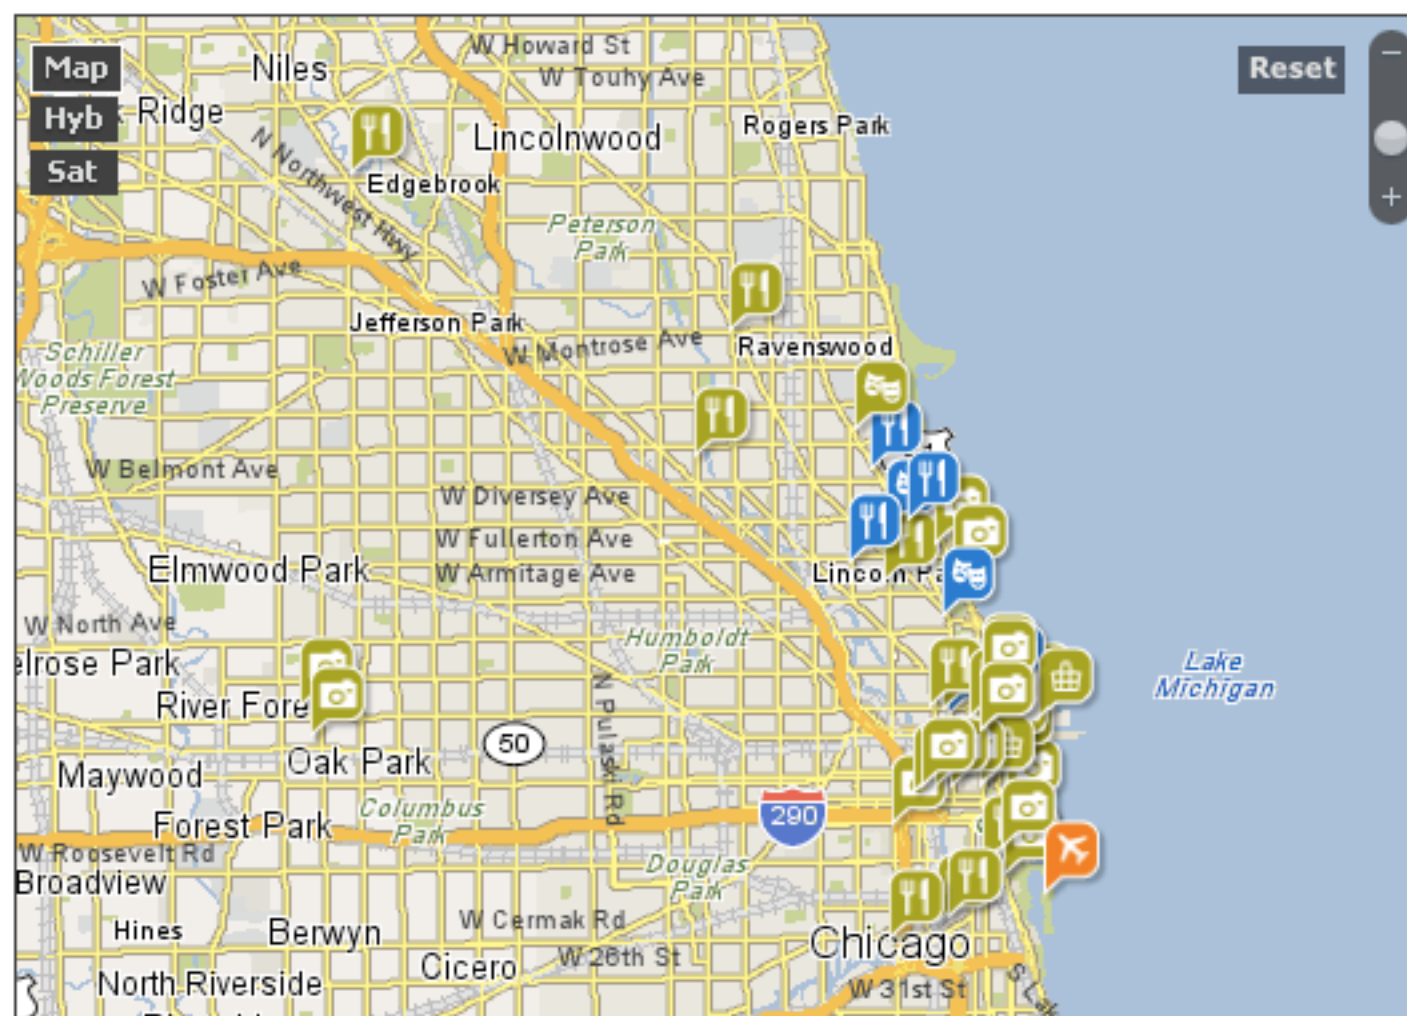 W Howard St
Map
Niles
Reset
W Touhy Ave
Hyb
Ridge
Rogers Park
Lincolnwood
N Northwest Hwy
Sat
Edgebrook
Peterson
Park
W Foster Ave
Jefferson Park
W Montrose Ave
Ravenswood
Schiller
Woods Forest
Preserve
W Belmont Ave
W Diversey Ave
W Fullerton Ave
Elmwood Park
W Armitage Ave
W North Ave
Humboldt
Park
Lake
Michigan
elrose Park
N Pulaski Rd
River Fore
50
Oak Park
Maywood
Columbus
Park
290
Forest Park
W Roosevelt Rd
Douglas
Park
Broadview
W Cermak Rd
Hines
Berwyn
Chicago
W 26th St
Cicero
North Riverside
W 31st St